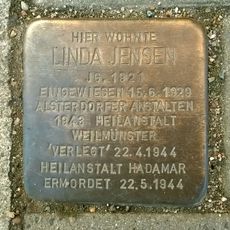 HIER WOHNTE
LINDA JENSEN
JG. 1921
EINGEWIESEN 15.6.1929
ALSTERDORFER ANSTALTEN
1943 HEILANSTALT
WEILMÜNSTER
'VERLEGT' 22.4.1944
HEILANSTALT HADAMAR
ERMORDET 22.5.1944